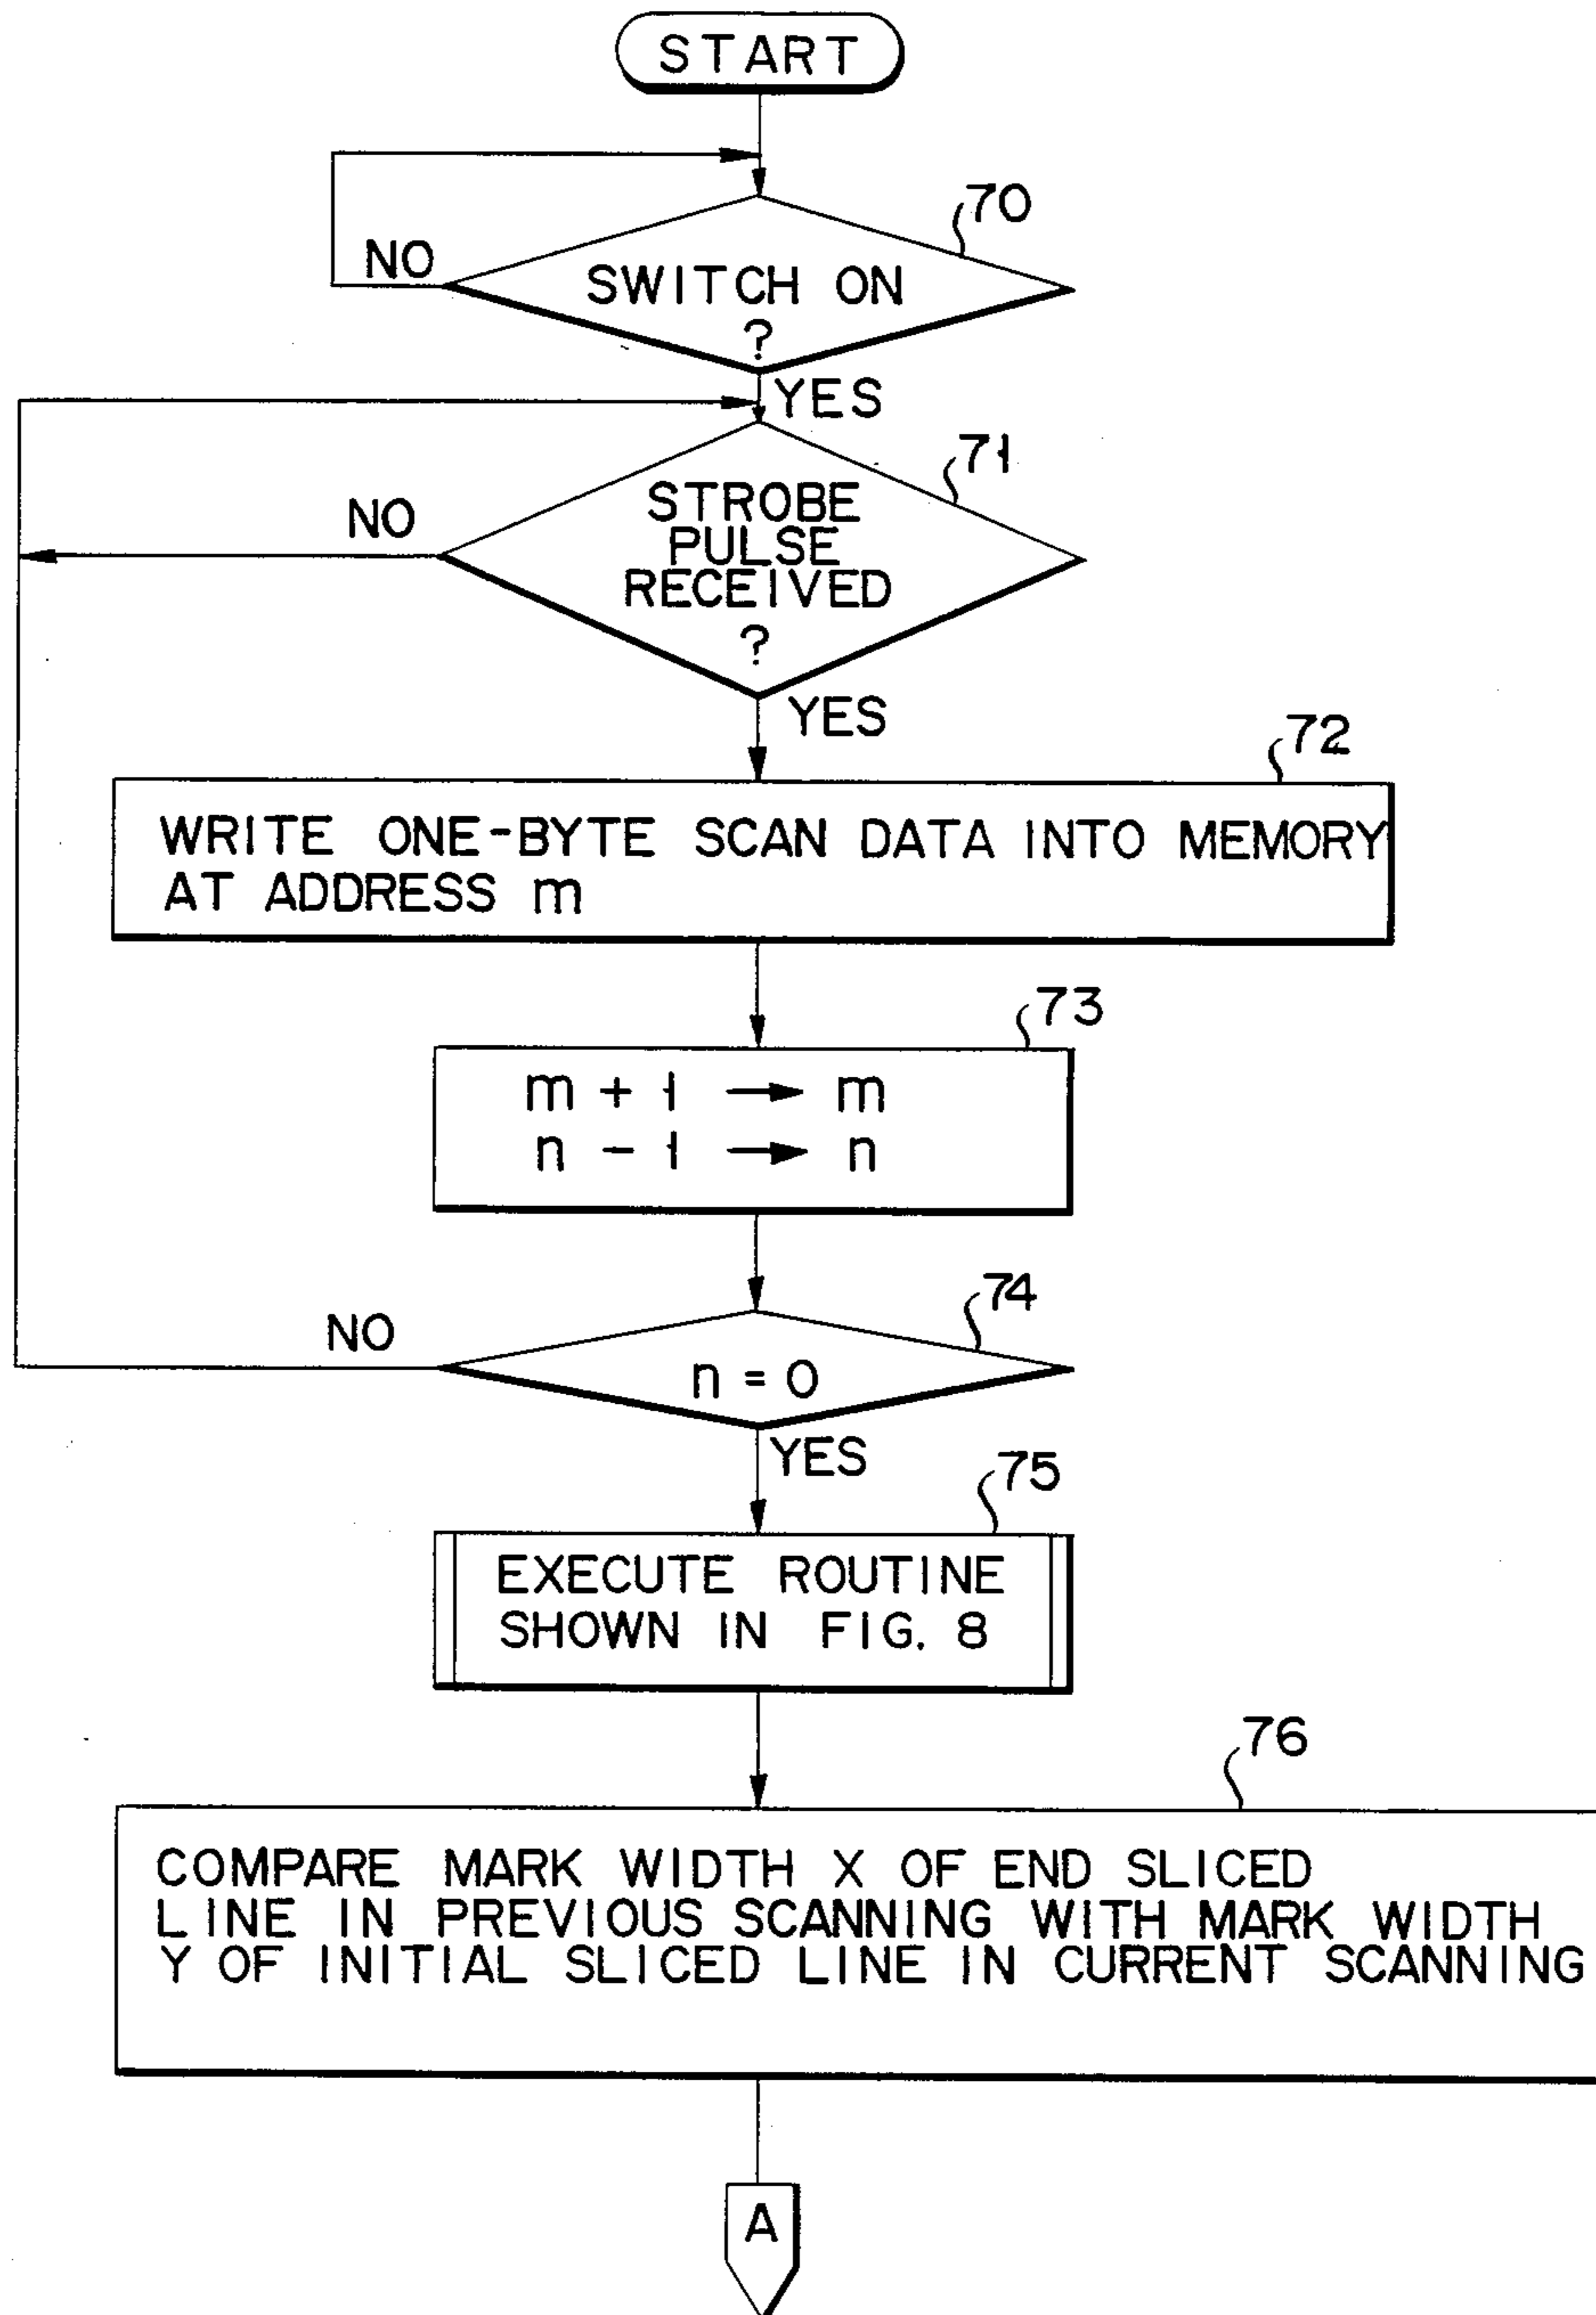 START
70
NO
SWITCH ON
?
YES
71
NO
STROBE
PULSE
RECEIVED
?
YES
72
WRITE ONE-BYTE SCAN DATA INTO MEMORY
AT ADDRESS m
73
m + 1 → m
n - 1 → n
74
NO
n = 0
YES
75
EXECUTE ROUTINE
SHOWN IN FIG. 8
76
COMPARE MARK WIDTH X OF END SLICED
LINE IN PREVIOUS SCANNING WITH MARK WIDTH
Y OF INITIAL SLICED LINE IN CURRENT SCANNING
A